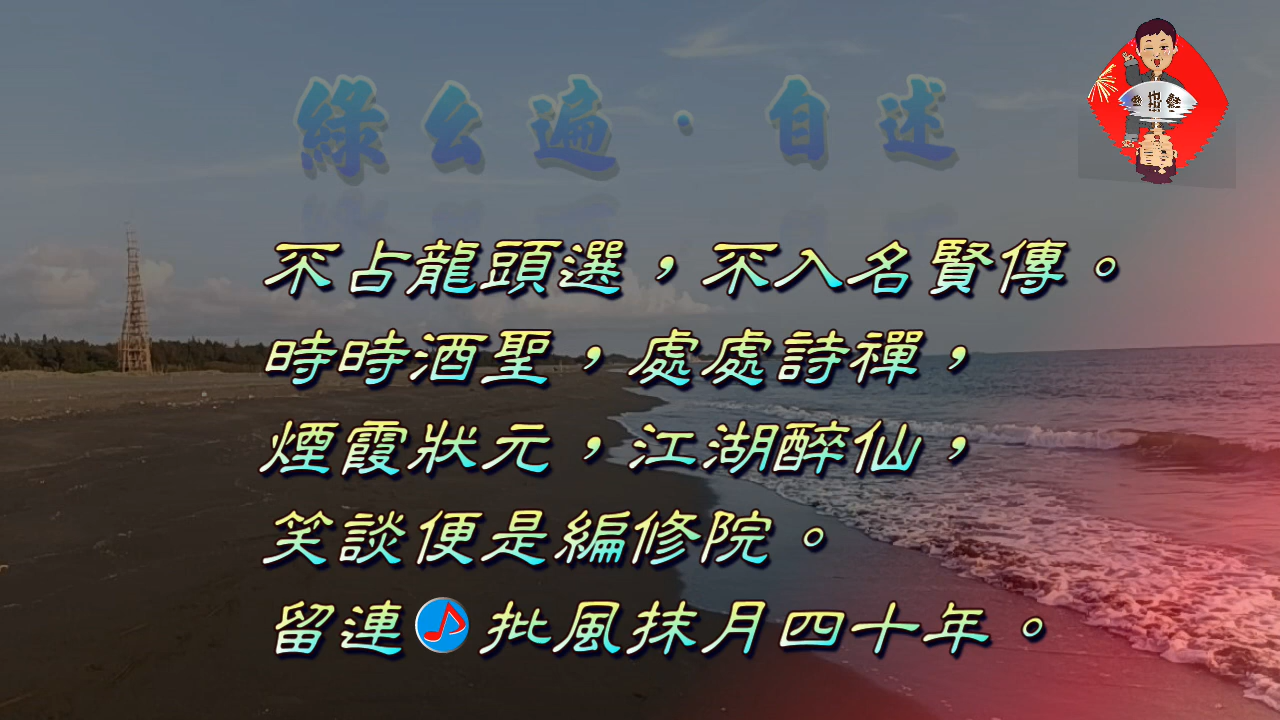 綠么遍·自述
不占龍頭選，不入名賢傳。
時時酒聖，處處詩禪，
煙霞狀元，江湖醉仙，
笑談便是編修院。
留連
批風抹月四十年。